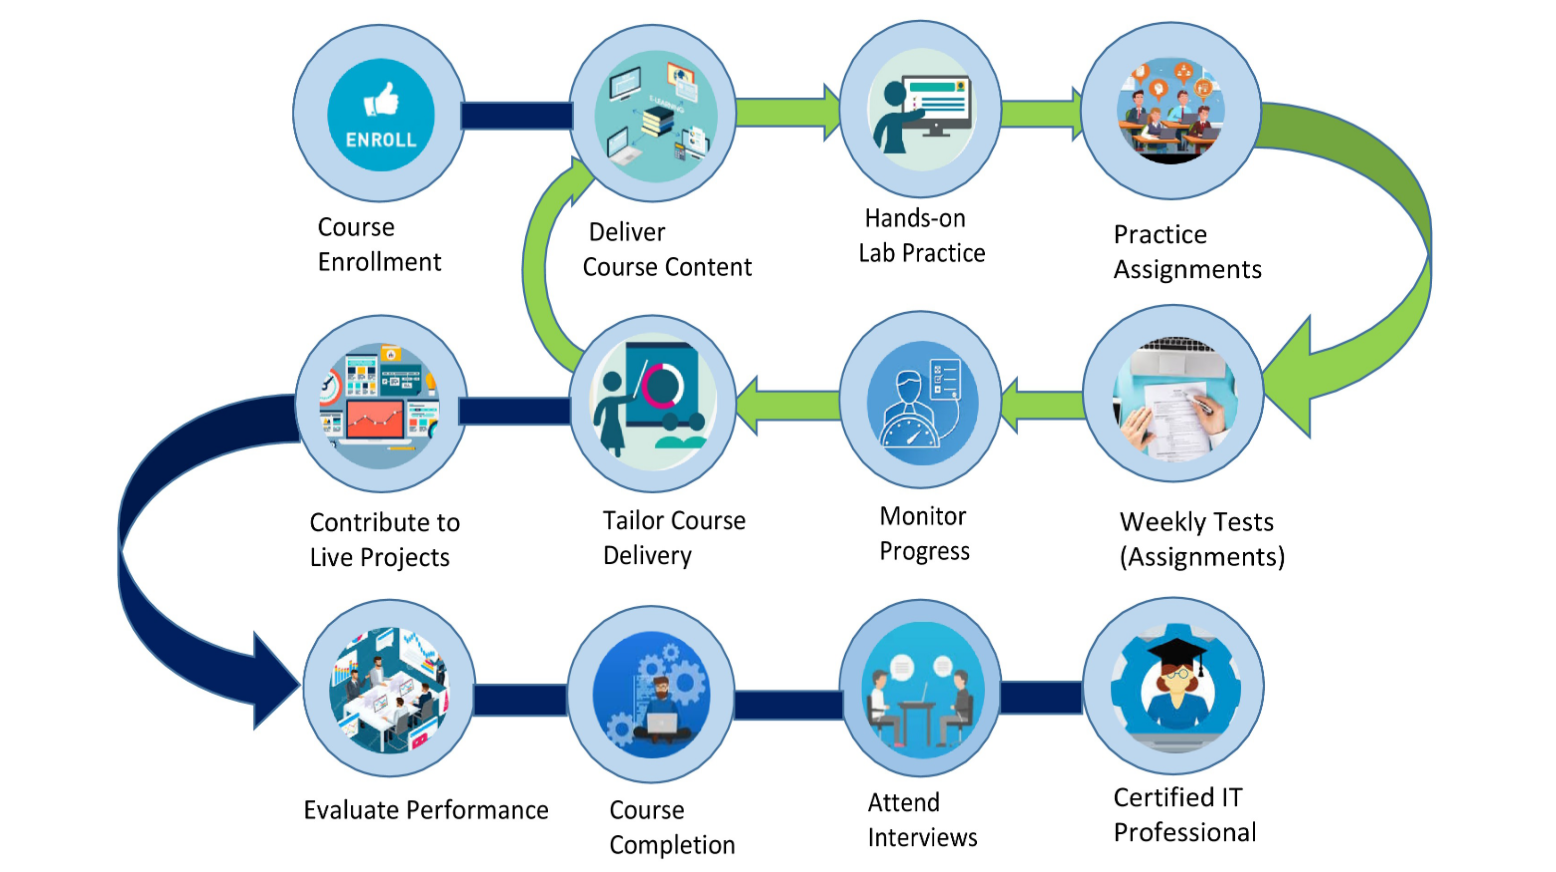 ENROLL
E-LEARNING
Course
Enrollment
Deliver
Course Content
Hands-on
Lab Practice
Practice
Assignments
Contribute to
Live Projects
Tailor Course
Delivery
Monitor
Progress
Weekly Tests
(Assignments)
Evaluate Performance
Course
Completion
Attend
Interviews
Certified IT
Professional